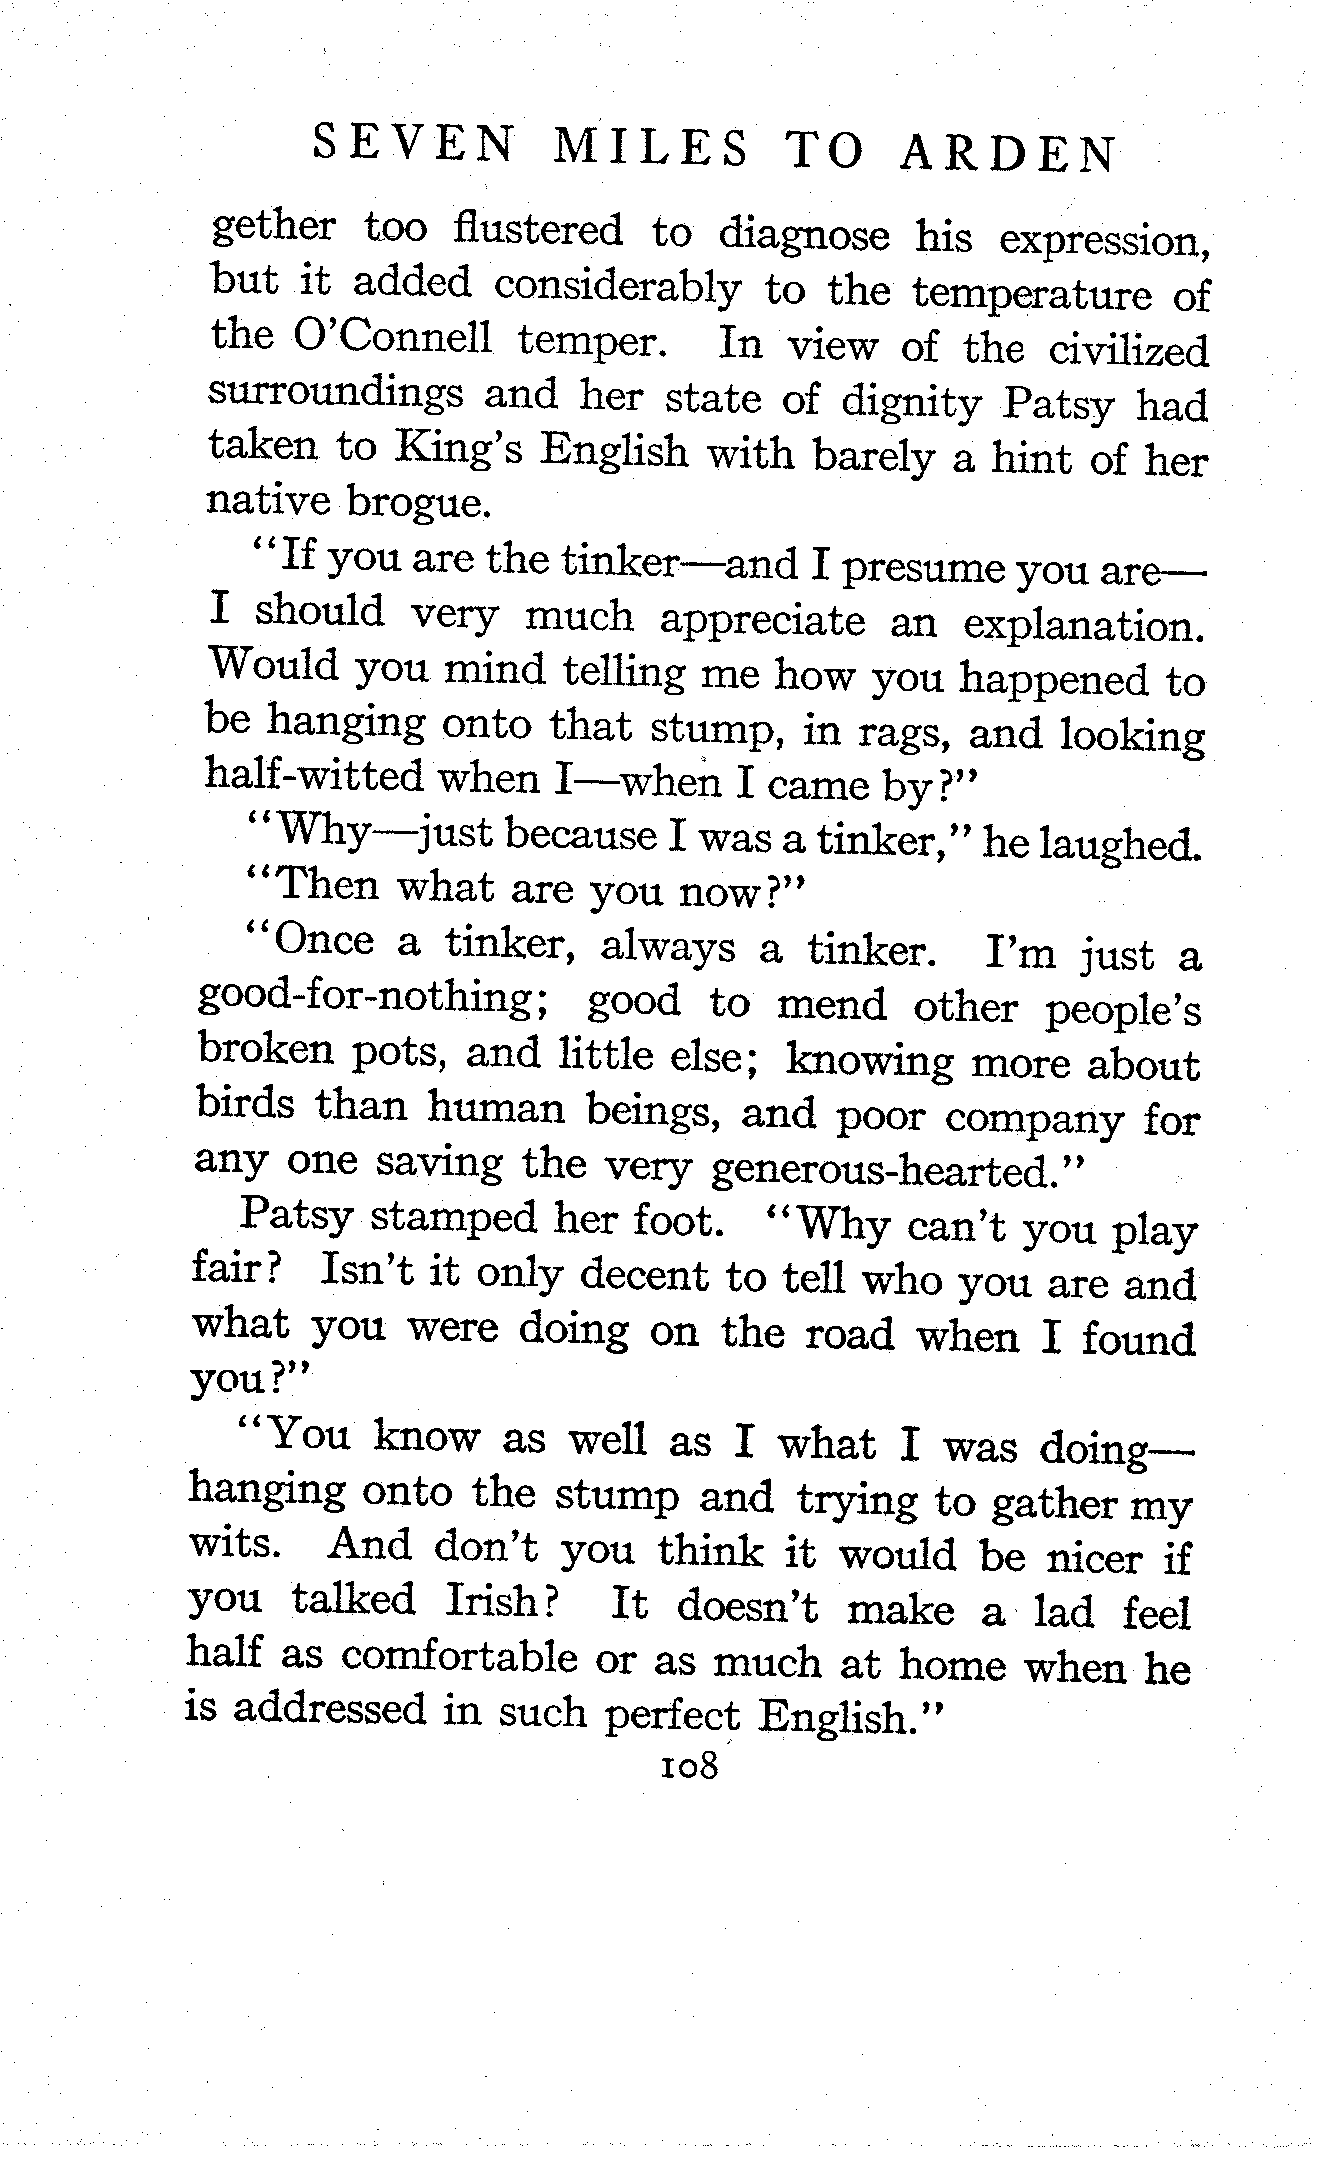 SEVEN MILES TO ARDEN
gether too flustered to diagnose his expression,
but it added considerably to the temperature of
the O'Connell temper. In view of the civilized
surroundings and her state of dignity Patsy had
taken to King's English with barely a hint of her
native brogue.
"If you are the tinker—and I presume you are—
I should very much appreciate an explanation.
Would you mind telling me how you happened to
be hanging onto that stump, in rags, and looking
half-witted when I—when I came by?"
"Why—just because I was a tinker," he laughed.
"Then what are you now?"
"Once a tinker, always a tinker. I'm just a
good-for-nothing; good to mend other people's
broken pots, and little else; knowing more about
birds than human beings, and poor company for
any one saving the very generous-hearted."
Patsy stamped her foot. "Why can't you play
fair? Isn't it only decent to tell who you are and
what you were doing on the road when I found
you?"
"You know as well as I what I was doing—
hanging onto the stump and trying to gather my
wits. And don't you think it would be nicer if
you talked Irish? It doesn't make a lad feel
half as comfortable or as much at home when he
is addressed in such perfect English."
108